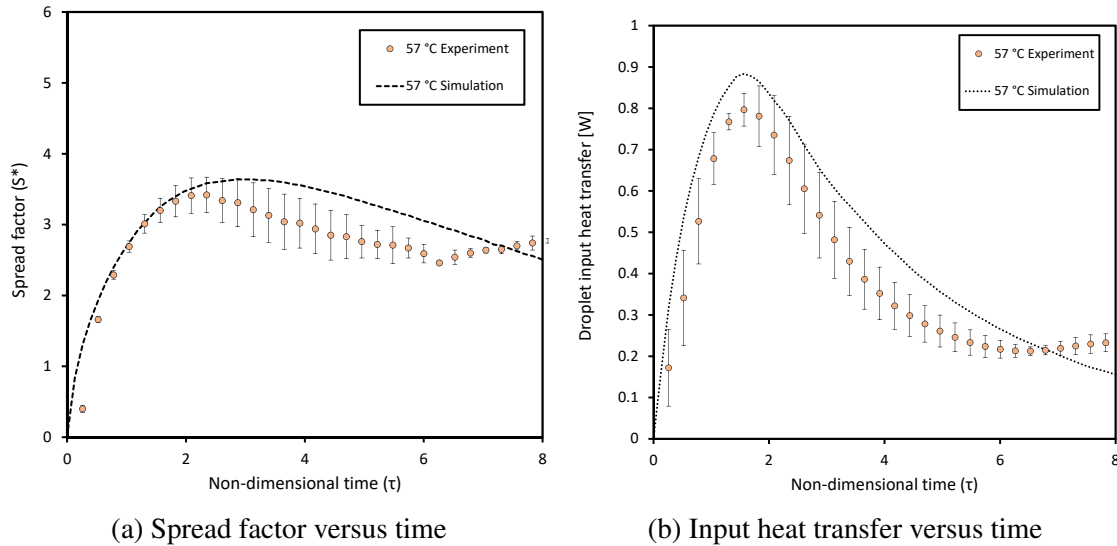 6
5
4
3
2
1
0
0
2
4
6
8
Spread factor (S*)
Non-dimensional time (τ)
57 °C Experiment
57 °C Simulation
(a) Spread factor versus time
1
0.9
0.8
0.7
0.6
0.5
0.4
0.3
0.2
0.1
0
0
2
4
6
8
Droplet input heat transfer [W]
Non-dimensional time (τ)
57 °C Experiment
57 °C Simulation
(b) Input heat transfer versus time